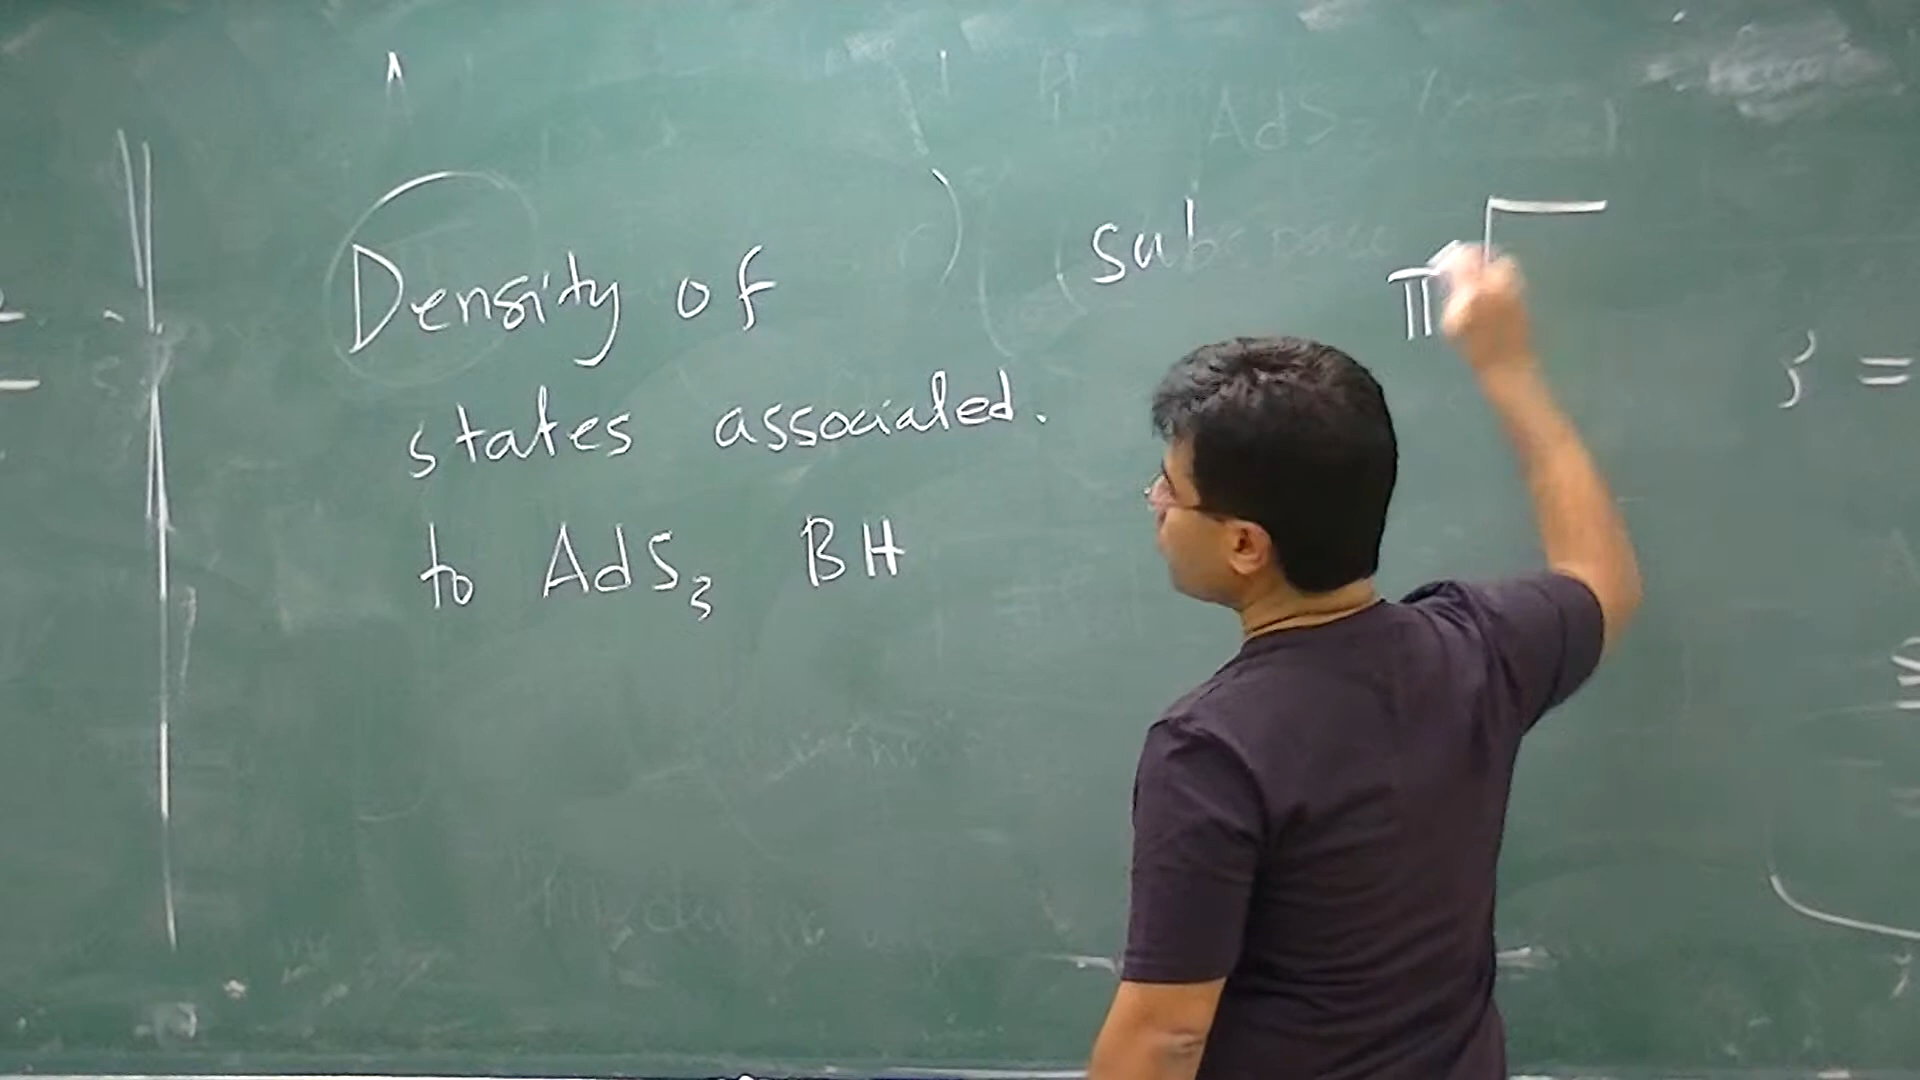 Density of
states associated.
to AdS₃ BH
sub
π √
} =